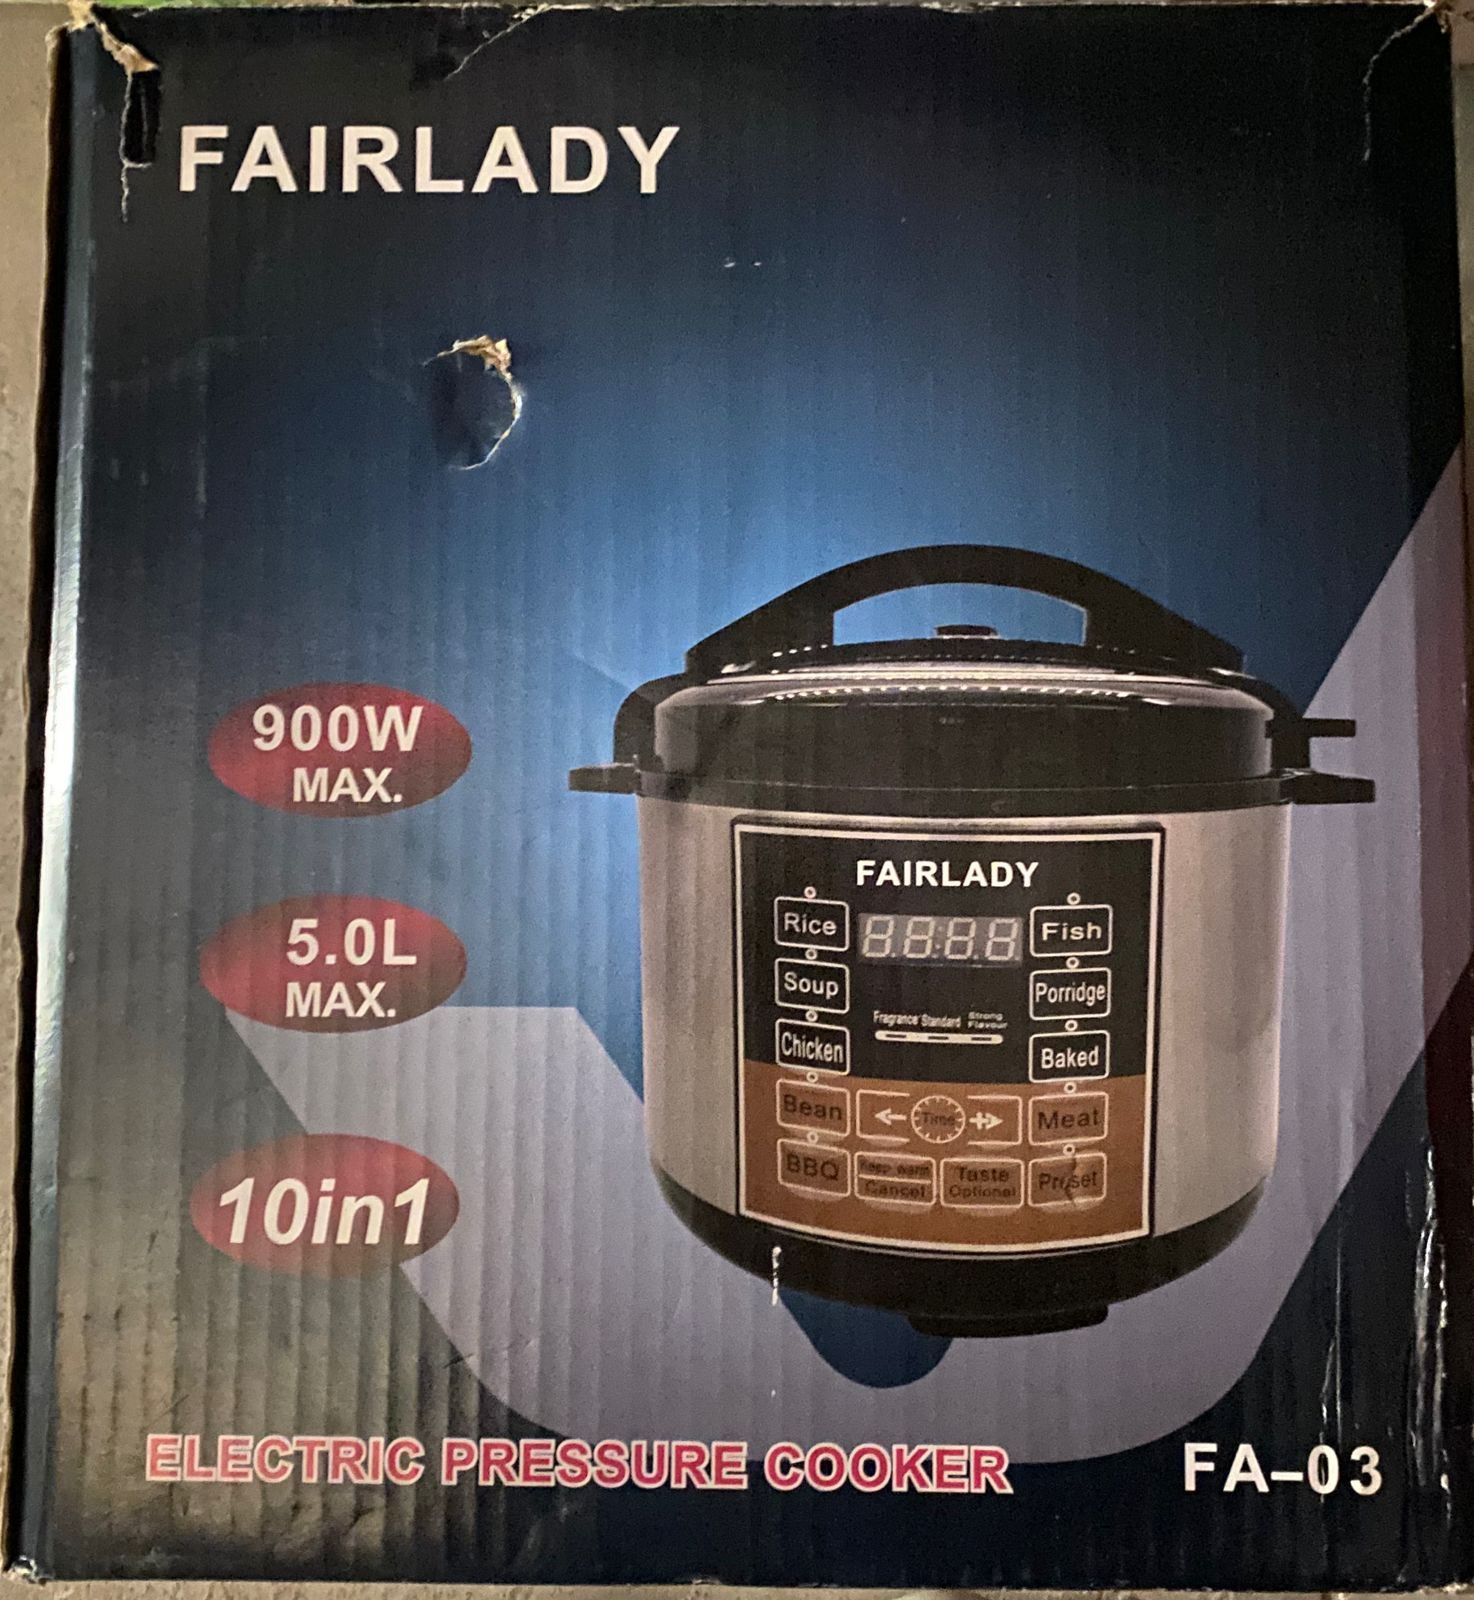 FAIRLADY
900W
MAX.
5.0L
MAX.
10in1
FAIRLADY
Rice
Fish
Soup
Porridge
Fragrance Standard Strong
Flavour
Chicken
Baked
Bean
Time
Meat
BBQ
Keep warm
Cancel
Taste
Optional
Preset
ELECTRIC PRESSURE COOKER
FA-03